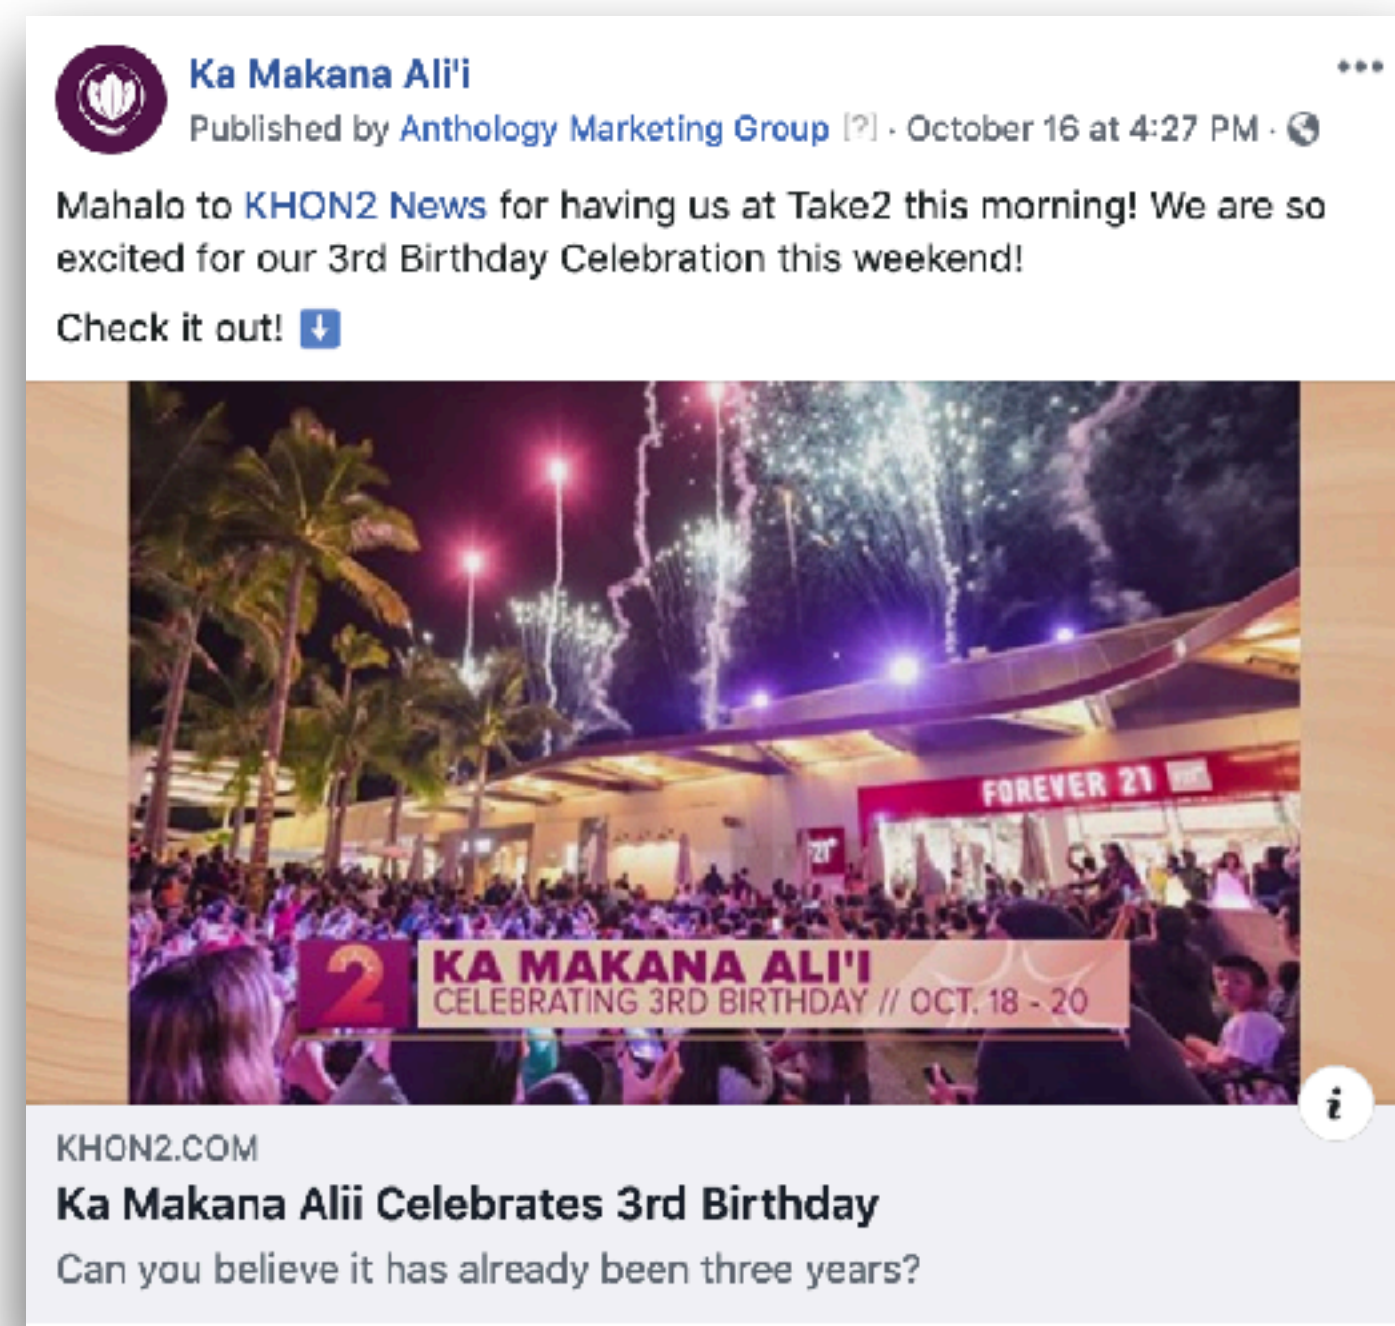 Ka Makana Ali'i
Published by Anthology Marketing Group [?] · October 16 at 4:27 PM ·
Mahalo to KHON2 News for having us at Take2 this morning! We are so
excited for our 3rd Birthday Celebration this weekend!
Check it out! ⬇️
FOREVER 21
21
2
KA MAKANA ALI'I
CELEBRATING 3RD BIRTHDAY // OCT. 18 - 20
i
KHON2.COM
Ka Makana Alii Celebrates 3rd Birthday
Can you believe it has already been three years?